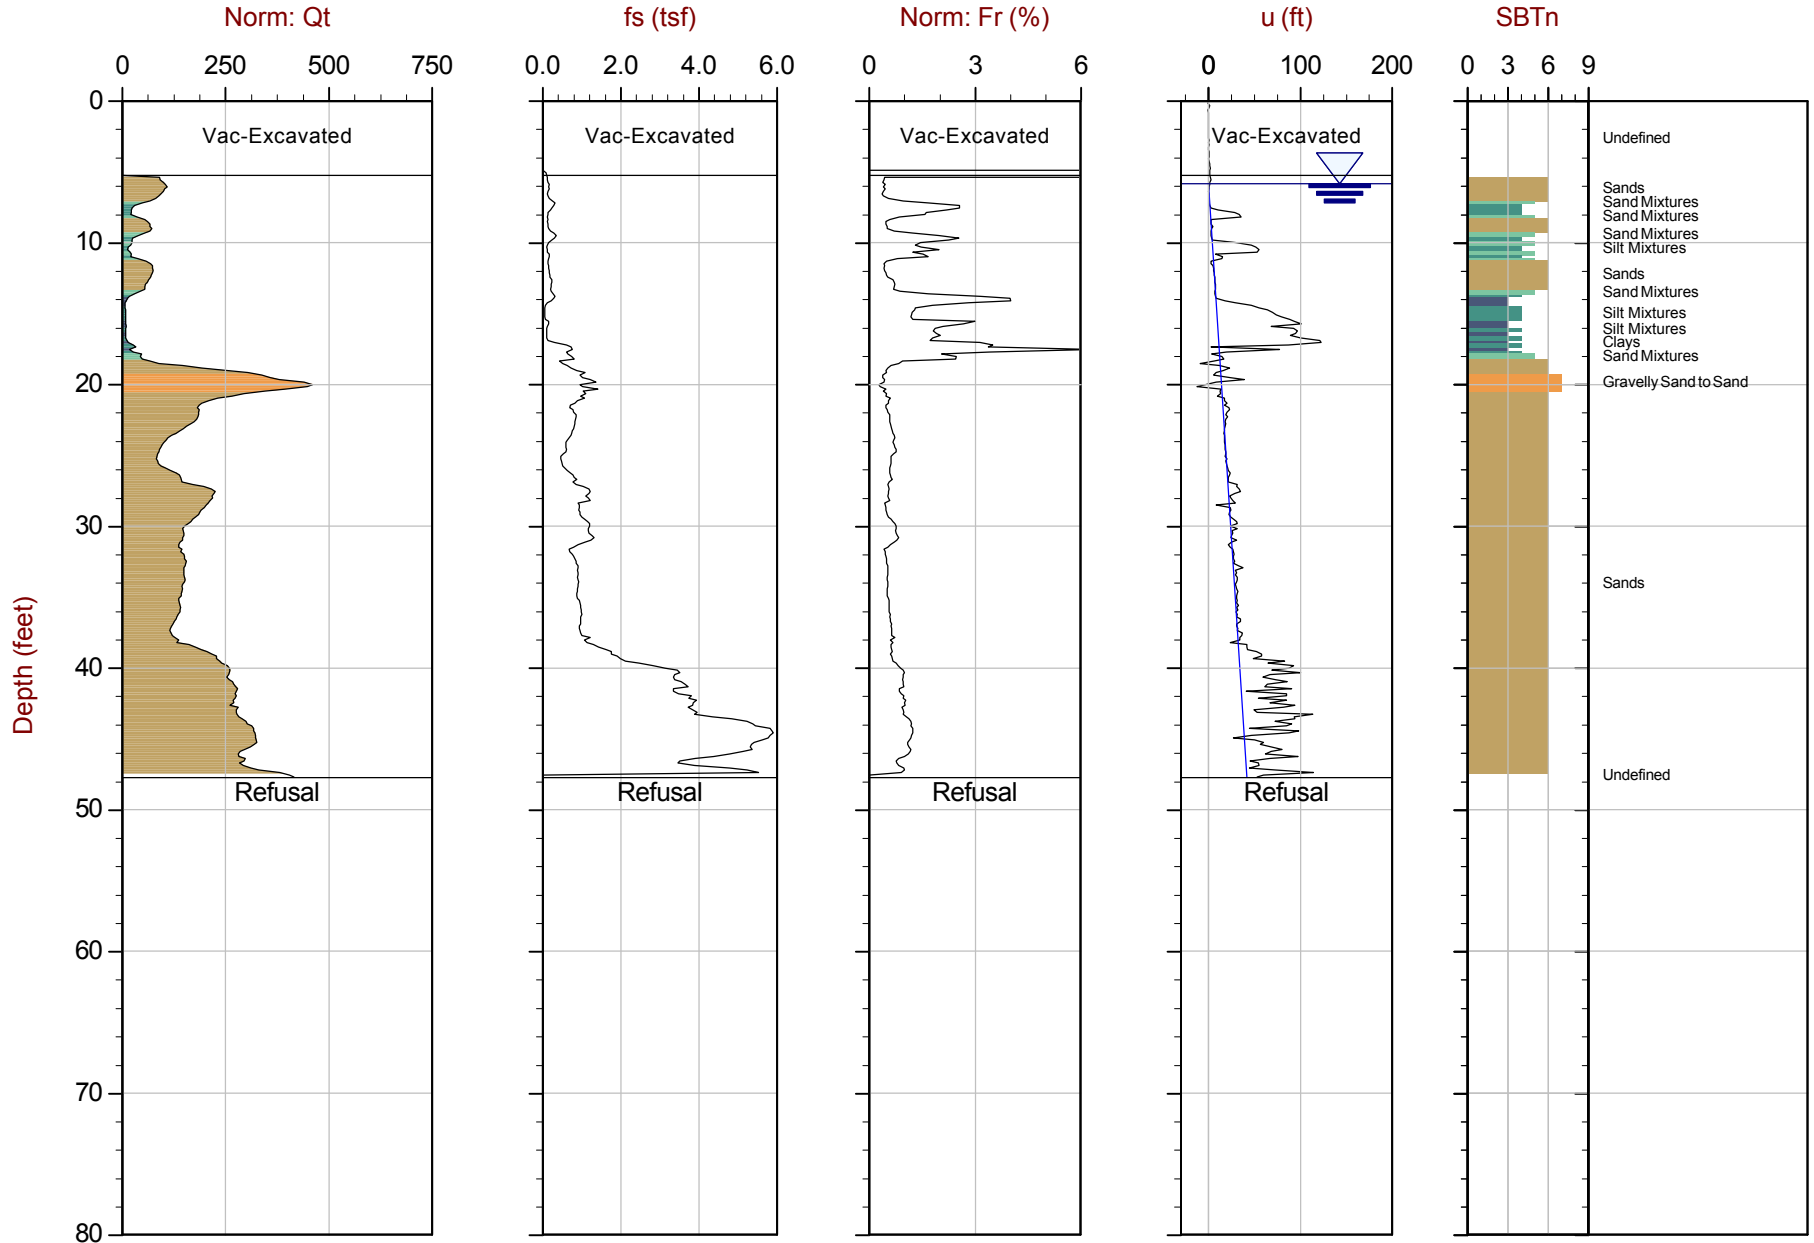 Norm: Qt fs (tsf) Norm: Fr (%) u (ft) SBTn
0 250 500 750 0.0 2.0 4.0 6.0 0 3 6 0 100 200 0 3 6 9
0
Vac-Excavated Vac-Excavated Vac-Excavated Vac-Excavated Undefined
Sands
Sand Mixtures
Sand Mixtures
Sand Mixtures
10
Silt Mixtures
Sands
Sand Mixtures
Silt Mixtures
Silt Mixtures
Clays
Sand Mixtures
20 Gravelly Sand to Sand
30
Sands
Depth (feet)
40
Undefined
Refusal Refusal Refusal Refusal
50
60
70
80